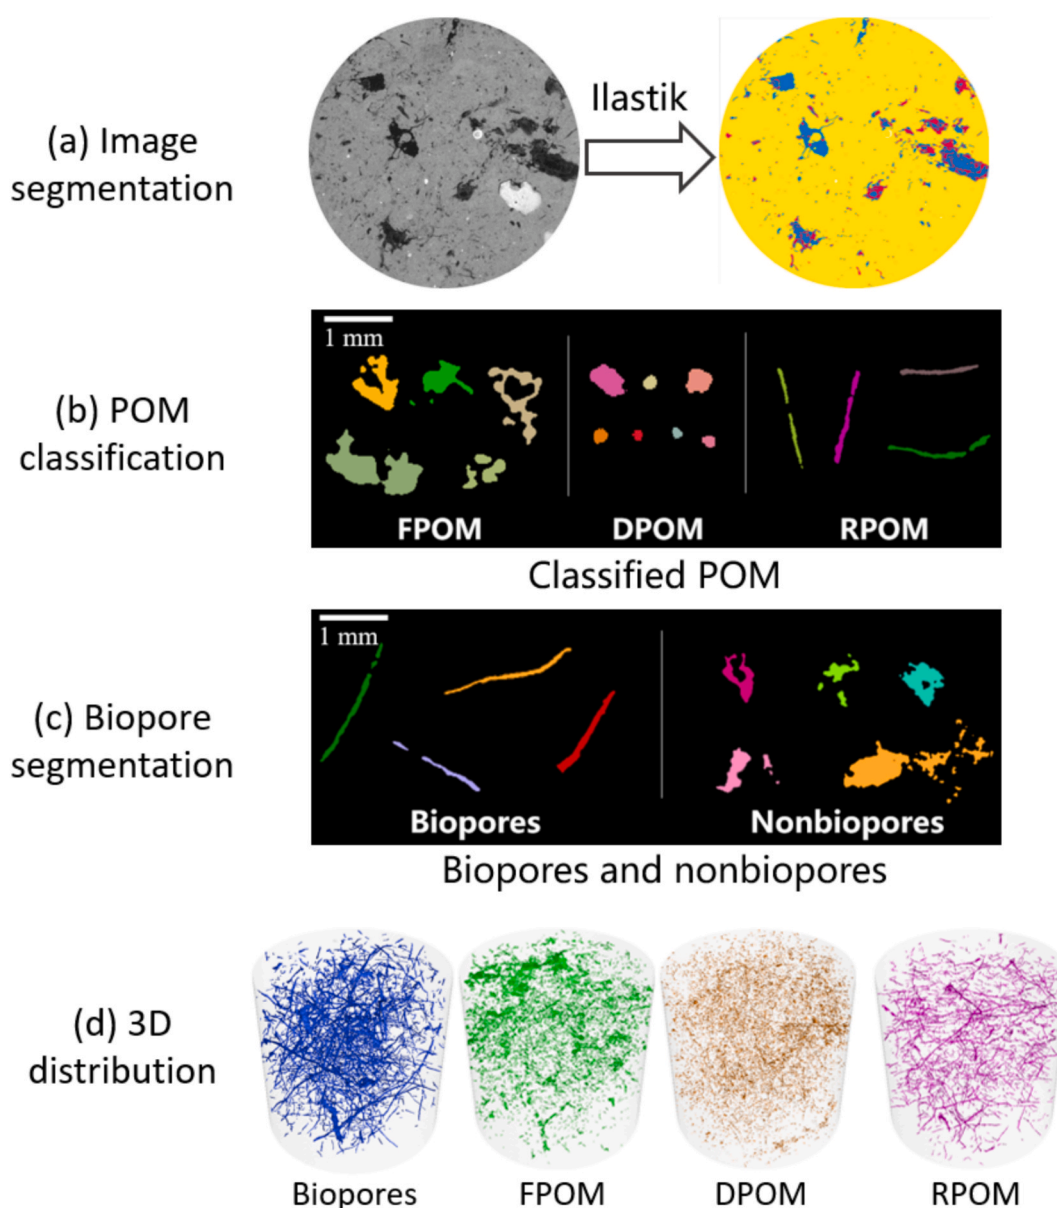 (a) Image
segmentation
Ilastik
(b) POM
classification
1 mm
FPOM DPOM RPOM
Classified POM
(c) Biopore
segmentation
1 mm
Biopores Nonbiopores
Biopores and nonbiopores
(d) 3D
distribution
Biopores FPOM DPOM RPOM